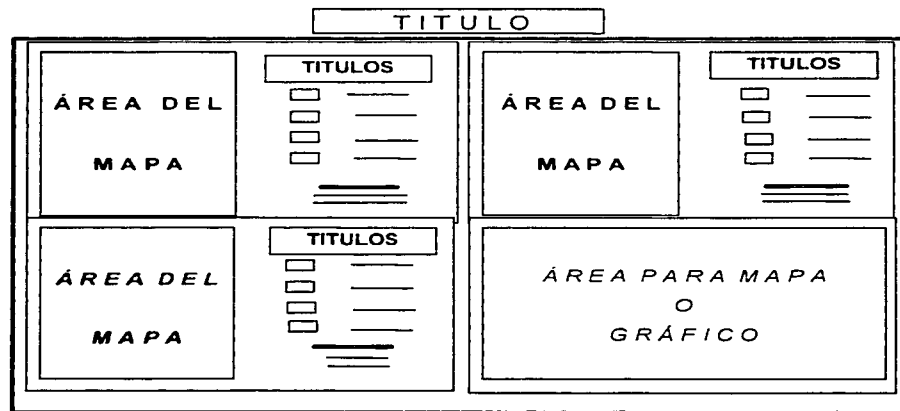 TITULO
ÁREA DEL
MAPA
TITULOS
ÁREA DEL
MAPA
TITULOS
ÁREA DEL
MAPA
TITULOS
ÁREA PARA MAPA
O
GRÁFICO